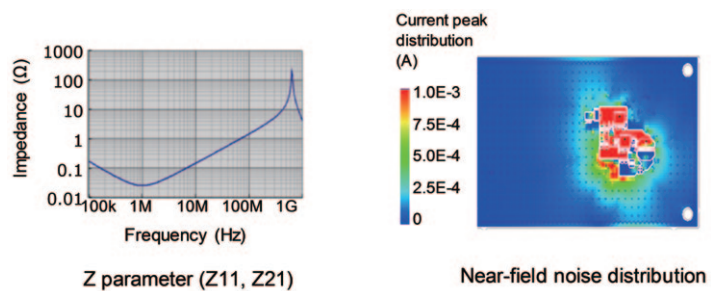 Impedance (Ω)
1000
100
10
1
0.1
0.01
100k 1M 10M 100M 1G
Frequency (Hz)
Z parameter (Z11, Z21)
Current peak
distribution
(A)
1.0E-3
7.5E-4
5.0E-4
2.5E-4
0
Near-field noise distribution